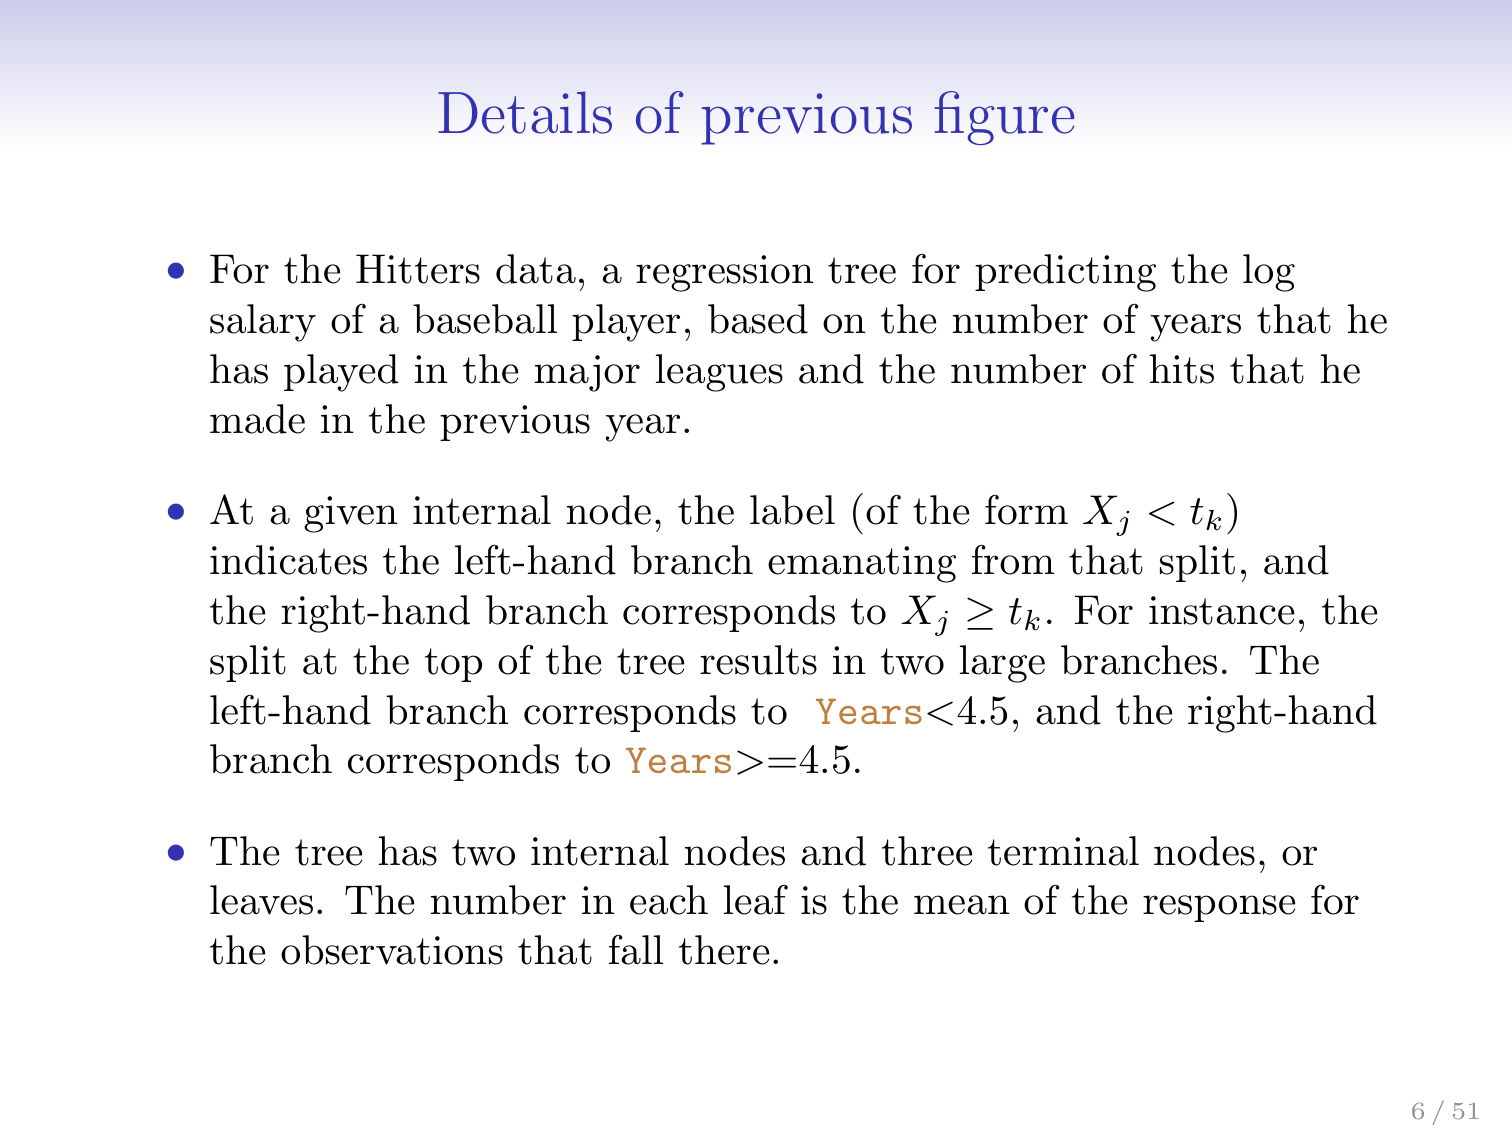 Details of previous figure
• For the Hitters data, a regression tree for predicting the log
salary of a baseball player, based on the number of years that he
has played in the major leagues and the number of hits that he
made in the previous year.
• At a given internal node, the label (of the form Xⱼ < tₖ)
indicates the left-hand branch emanating from that split, and
the right-hand branch corresponds to Xⱼ ≥ tₖ. For instance, the
split at the top of the tree results in two large branches. The
left-hand branch corresponds to Years<4.5, and the right-hand
branch corresponds to Years>=4.5.
• The tree has two internal nodes and three terminal nodes, or
leaves. The number in each leaf is the mean of the response for
the observations that fall there.
6 / 51